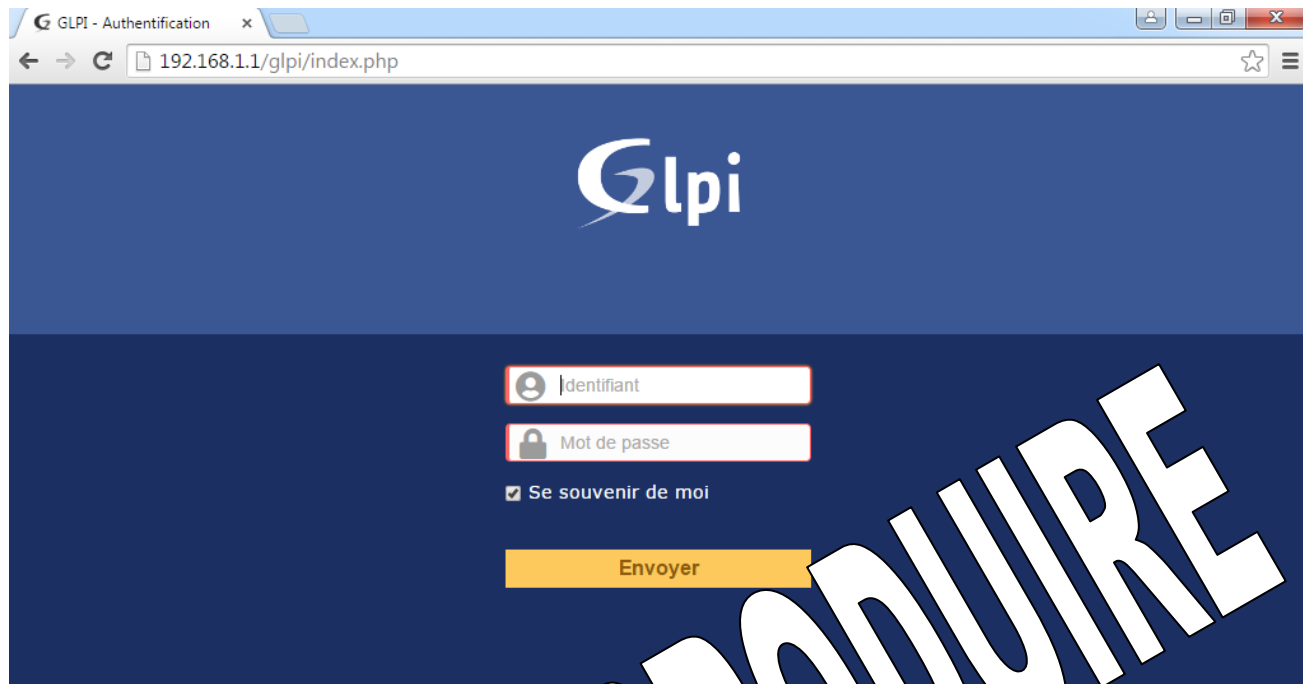 GLPI - Authentification
192.168.1.1/glpi/index.php
Glpi
Identifiant
Mot de passe
Se souvenir de moi
Envoyer